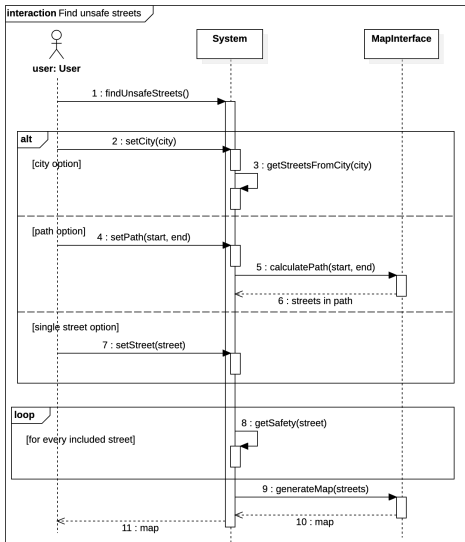 interaction Find unsafe streets
System
MapInterface
user: User
1 : findUnsafeStreets()
alt
2 : setCity(city)
[city option]
3 : getStreetsFromCity(city)
[path option]
4 : setPath(start, end)
5 : calculatePath(start, end)
6 : streets in path
[single street option]
7 : setStreet(street)
loop
8 : getSafety(street)
[for every included street]
9 : generateMap(streets)
10 : map
11 : map